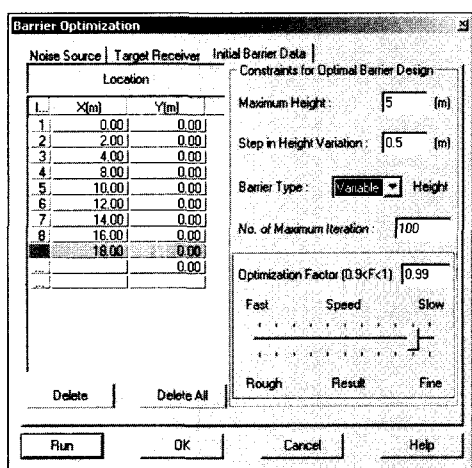 Barrier Optimization
Noise Source Target Receiver Initial Barrier Data
Location
I... X(m) Y(m)
1 0.00 0.00
2 2.00 0.00
3 4.00 0.00
4 8.00 0.00
5 10.00 0.00
6 12.00 0.00
7 14.00 0.00
8 16.00 0.00
18.00 0.00
... 0.00
...
Delete Delete All
Constraints for Optimal Barrier Design
Maximum Height : 5 (m)
Step in Height Variation : 0.5 (m)
Barrier Type : Variable Height
No. of Maximum Iteration : 100
Optimization Factor (0.9<F<1) 0.99
Fast Speed Slow
Rough Result Fine
Run OK Cancel Help